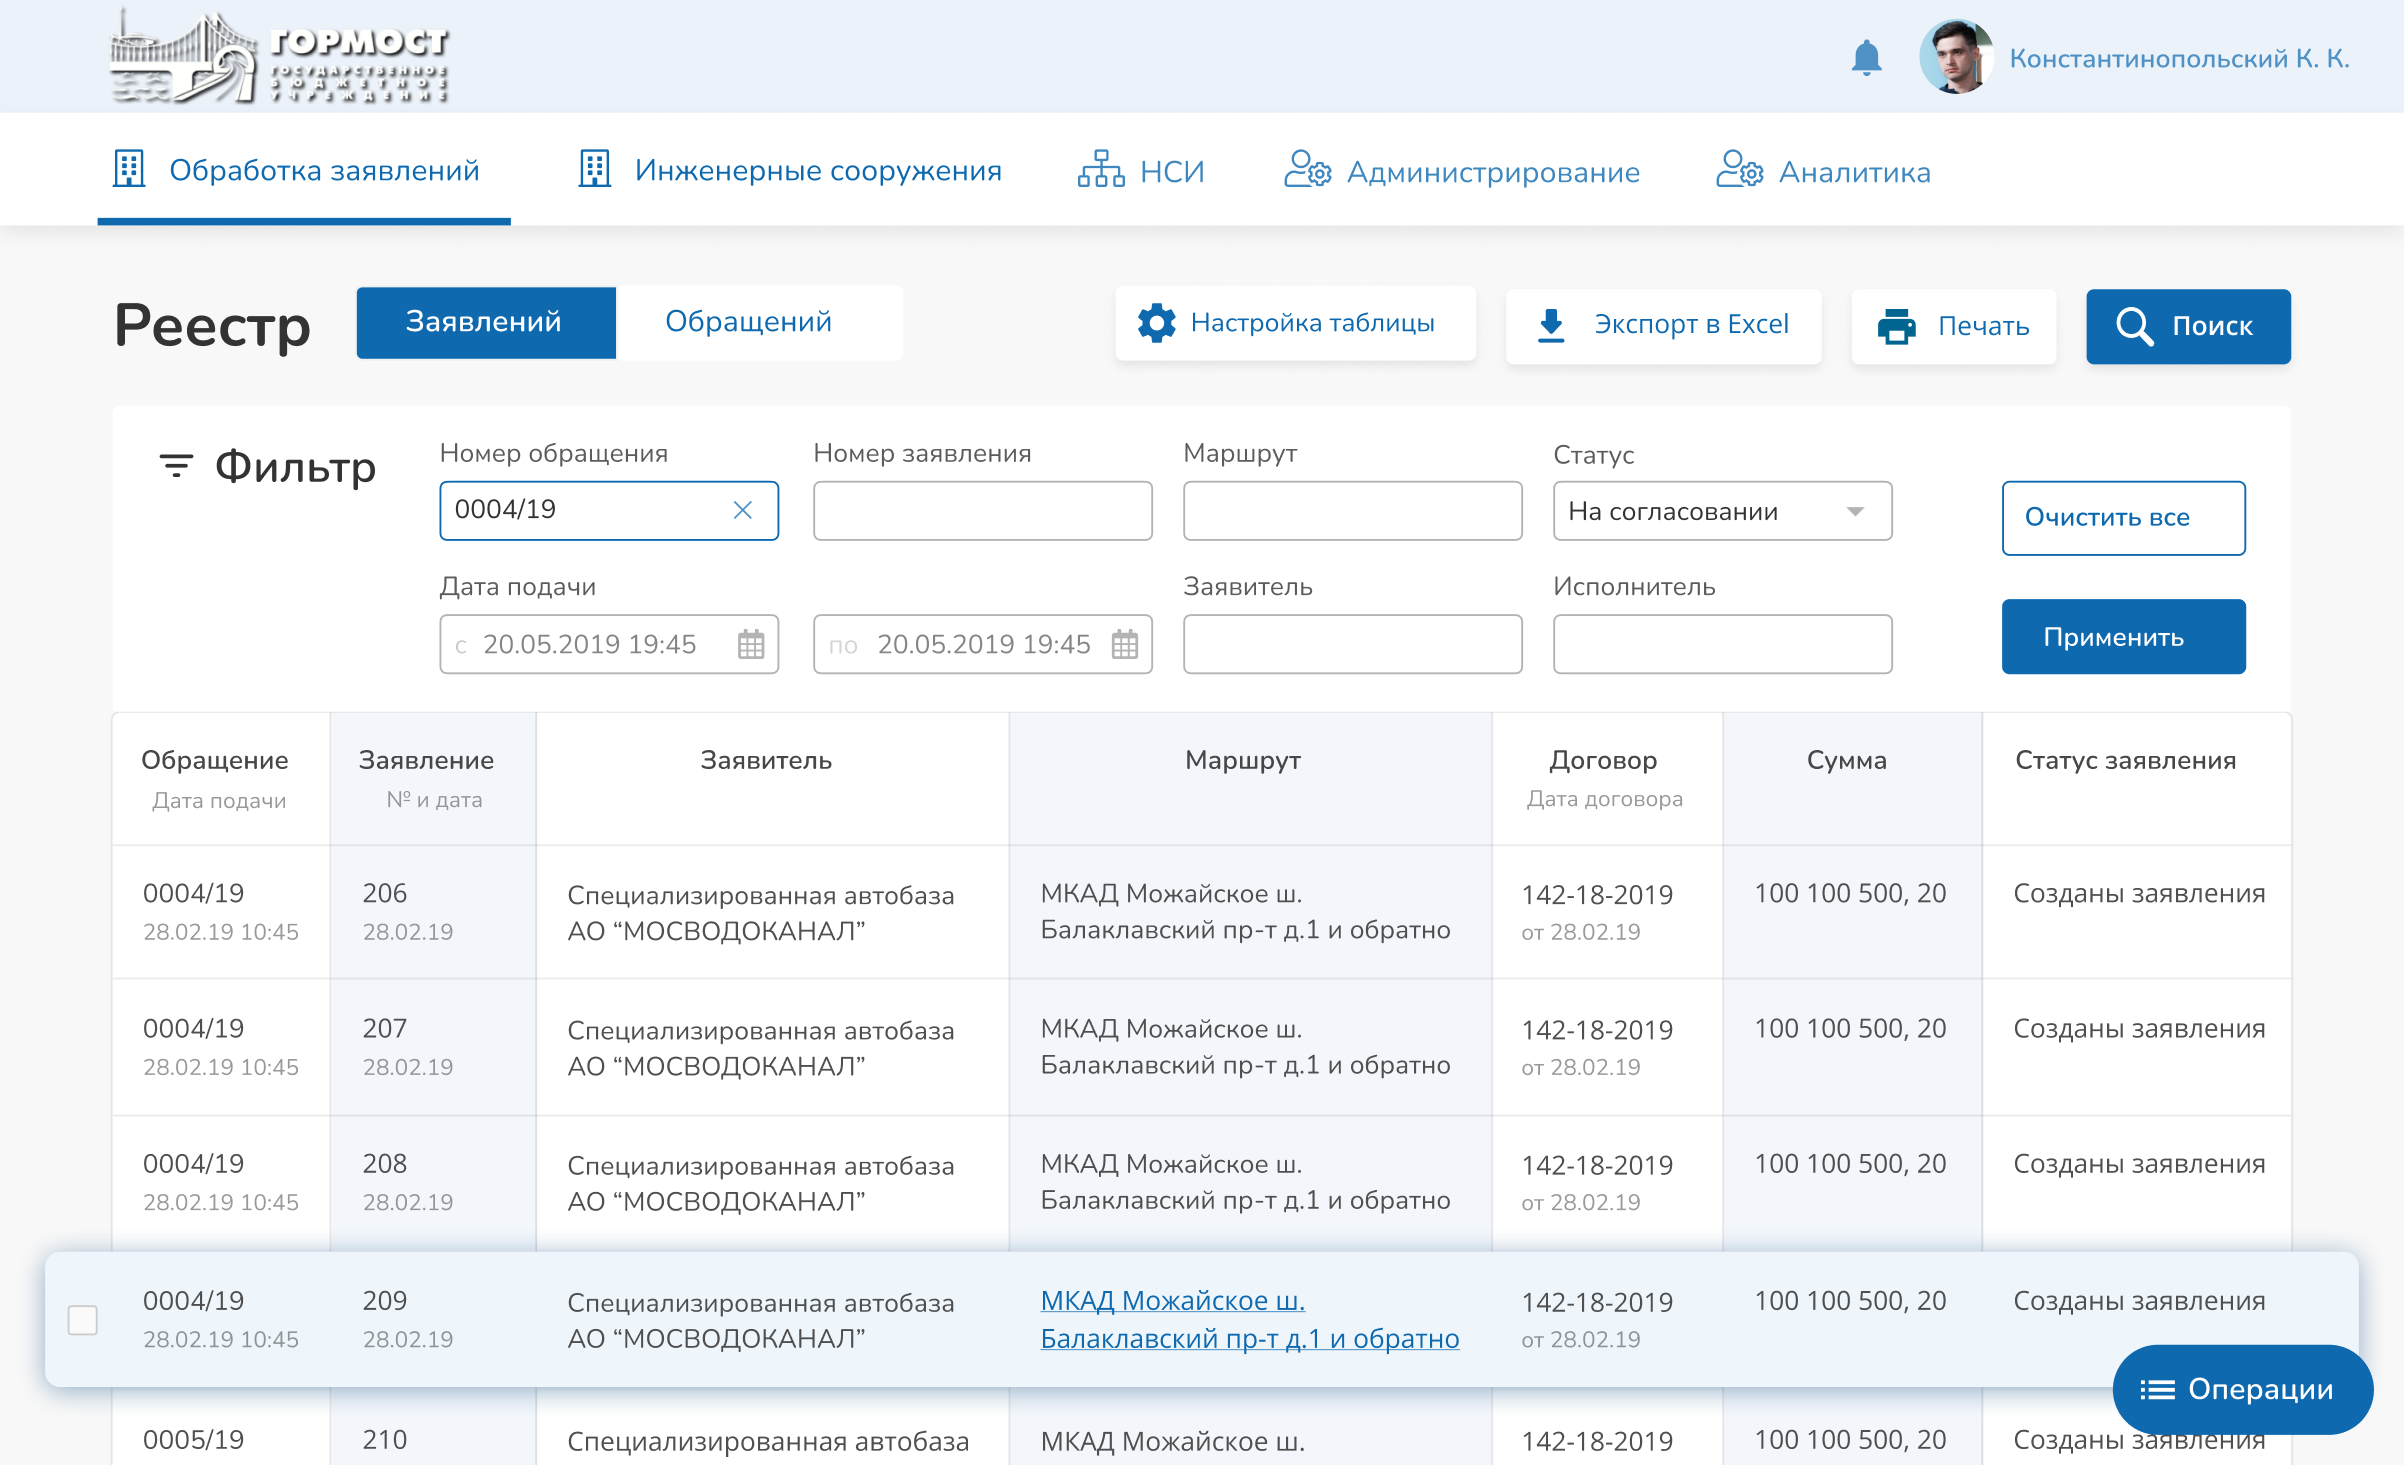 ГОРМОСТ
ГОСУДАРСТВЕННОЕ
БЮДЖЕТНОЕ
УЧРЕЖДЕНИЕ
Константинопольский К. К.
Обработка заявлений
Инженерные сооружения
НСИ
Администрирование
Аналитика
Реестр
Заявлений
Обращений
Настройка таблицы
Экспорт в Excel
Печать
Поиск
Фильтр
Номер обращения
Номер заявления
Маршрут
Статус
0004/19
На согласовании
Очистить все
Дата подачи
Заявитель
Исполнитель
с 20.05.2019 19:45
по 20.05.2019 19:45
Применить
Обращение
Дата подачи
Заявление
№ и дата
Заявитель
Маршрут
Договор
Дата договора
Сумма
Статус заявления
0004/19
28.02.19 10:45
206
28.02.19
Специализированная автобаза
АО “МОСВОДОКАНАЛ”
МКАД Можайское ш.
Балаклавский пр-т д.1 и обратно
142-18-2019
от 28.02.19
100 100 500, 20
Созданы заявления
0004/19
28.02.19 10:45
207
28.02.19
Специализированная автобаза
АО “МОСВОДОКАНАЛ”
МКАД Можайское ш.
Балаклавский пр-т д.1 и обратно
142-18-2019
от 28.02.19
100 100 500, 20
Созданы заявления
0004/19
28.02.19 10:45
208
28.02.19
Специализированная автобаза
АО “МОСВОДОКАНАЛ”
МКАД Можайское ш.
Балаклавский пр-т д.1 и обратно
142-18-2019
от 28.02.19
100 100 500, 20
Созданы заявления
0004/19
28.02.19 10:45
209
28.02.19
Специализированная автобаза
АО “МОСВОДОКАНАЛ”
МКАД Можайское ш.
Балаклавский пр-т д.1 и обратно
142-18-2019
от 28.02.19
100 100 500, 20
Созданы заявления
Операции
0005/19
210
Специализированная автобаза
МКАД Можайское ш.
142-18-2019
100 100 500, 20
Созданы заявления